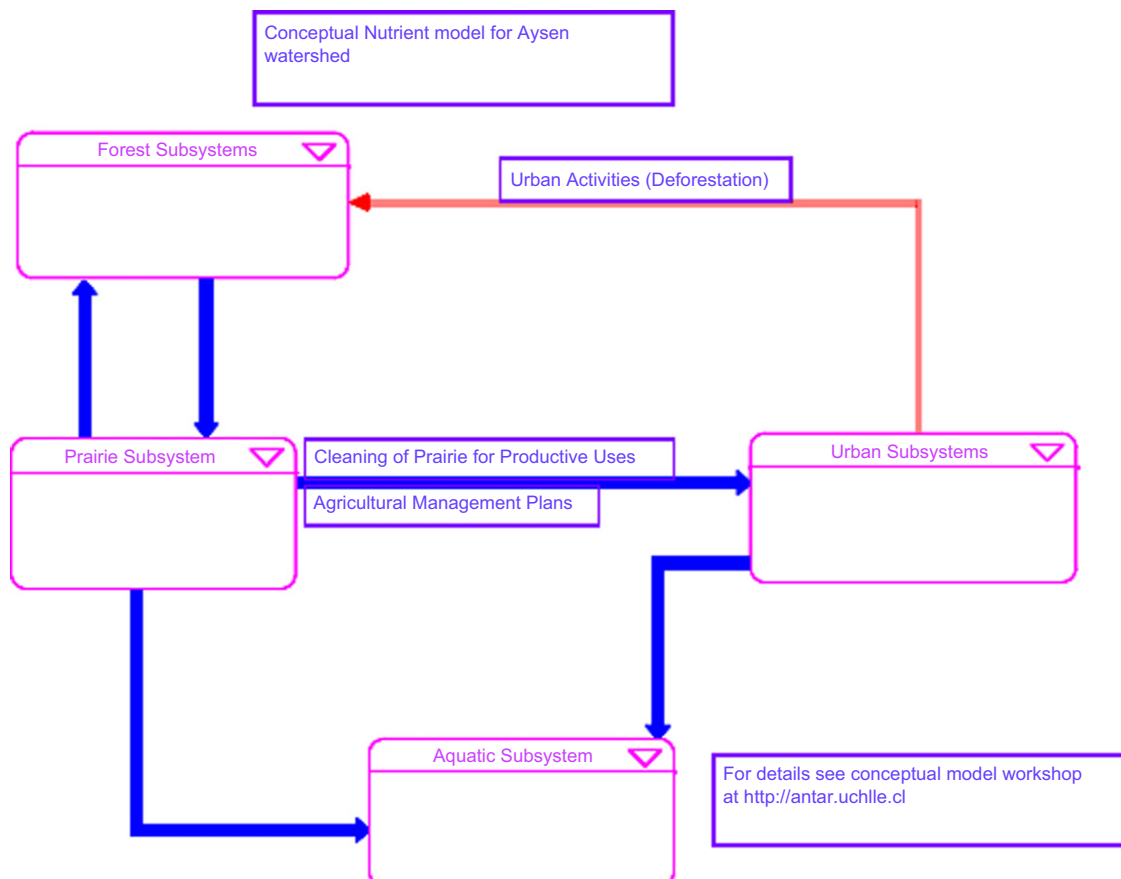 Conceptual Nutrient model for Aysen
watershed
Forest Subsystems
Urban Activities (Deforestation)
Prairie Subsystem
Cleaning of Prairie for Productive Uses
Agricultural Management Plans
Urban Subsystems
Aquatic Subsystem
For details see conceptual model workshop
at http://antar.uchlle.cl